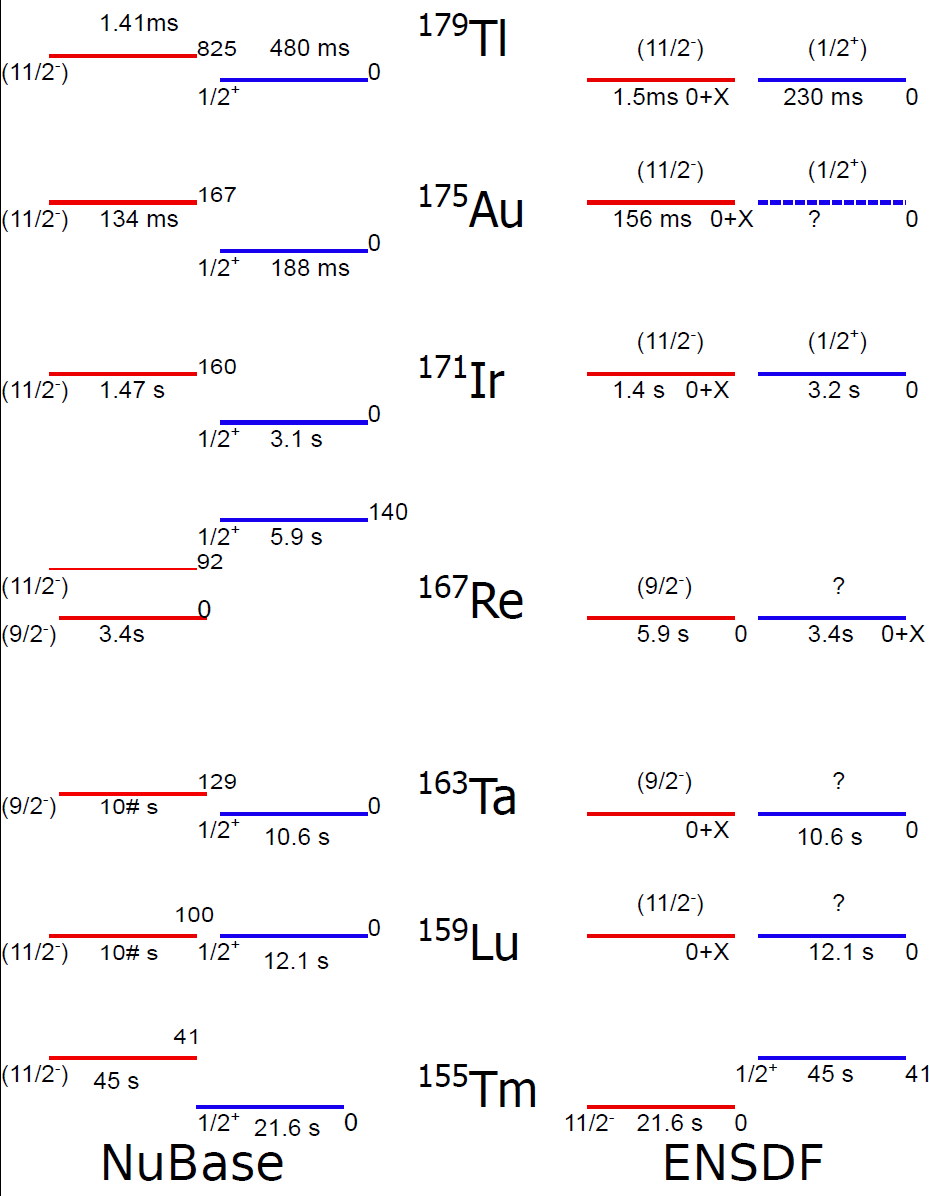 1.41ms
825 480 ms
(11/2⁻) 0
1/2⁺
¹⁷⁹Tl
(11/2⁻) (1/2⁺)
1.5ms 0+X 230 ms 0
167
(11/2⁻) 134 ms
0
1/2⁺ 188 ms
¹⁷⁵Au
(11/2⁻) (1/2⁺)
156 ms 0+X ? 0
160
(11/2⁻) 1.47 s
0
1/2⁺ 3.1 s
¹⁷¹Ir
(11/2⁻) (1/2⁺)
1.4 s 0+X 3.2 s 0
140
1/2⁺ 5.9 s
92
(11/2⁻)
0
(9/2⁻) 3.4s
¹⁶⁷Re
(9/2⁻) ?
5.9 s 0 3.4s 0+X
129
(9/2⁻) 10# s 0
1/2⁺ 10.6 s
¹⁶³Ta
(9/2⁻) ?
0+X 10.6 s 0
100 0
(11/2⁻) 10# s 1/2⁺ 12.1 s
¹⁵⁹Lu
(11/2⁻) ?
0+X 12.1 s 0
41
(11/2⁻) 45 s
1/2⁺ 21.6 s 0
¹⁵⁵Tm
1/2⁺ 45 s 41
11/2⁻ 21.6 s 0
NuBase ENSDF